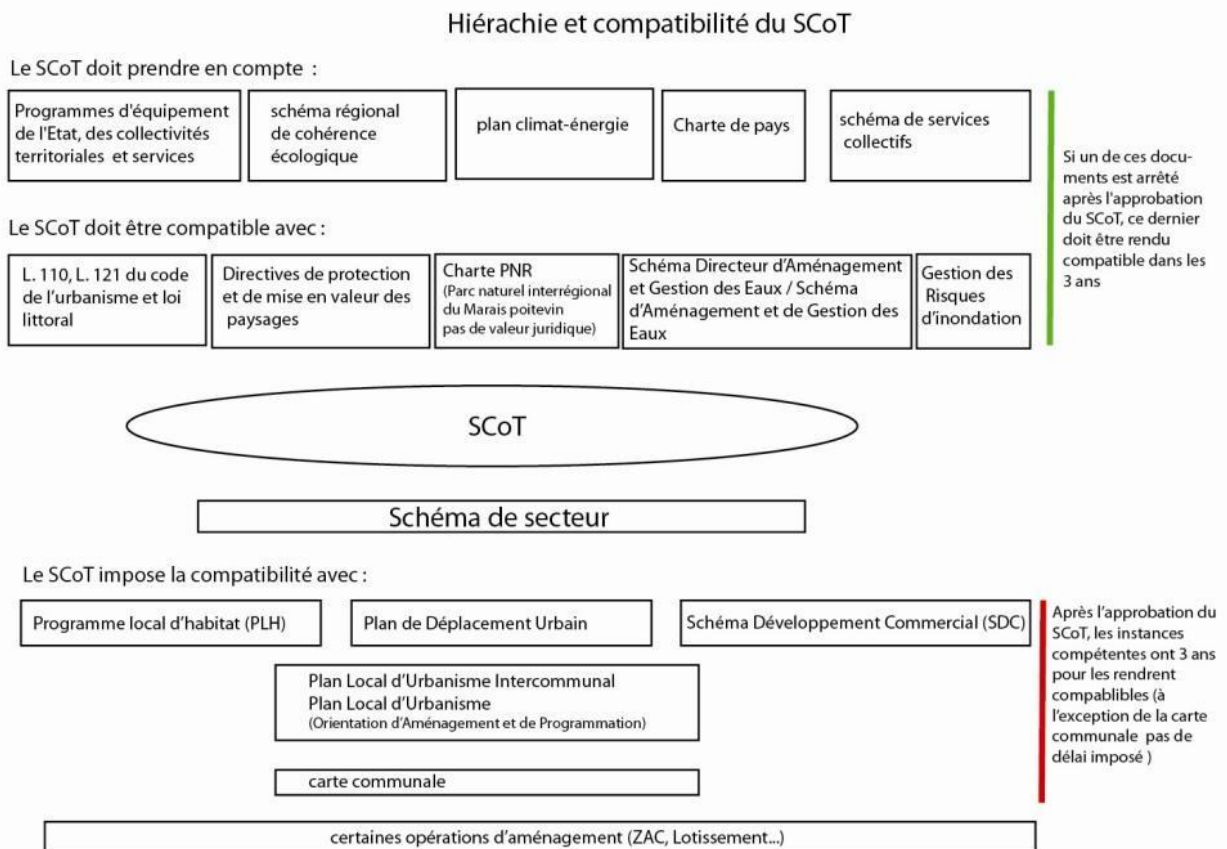 Hiérachie et compatibilité du SCoT
Le SCoT doit prendre en compte :
Programmes d'équipement
de l'Etat, des collectivités
territoriales et services
schéma régional
de cohérence
écologique
plan climat-énergie
Charte de pays
schéma de services
collectifs
Si un de ces docu-
ments est arrêté
après l'approbation
du SCoT, ce dernier
doit être rendu
compatible dans les
3 ans
Le SCoT doit être compatible avec :
L. 110, L. 121 du code
de l'urbanisme et loi
littoral
Directives de protection
et de mise en valeur des
paysages
Charte PNR
(Parc naturel interrégional
du Marais poitevin
pas de valeur juridique)
Schéma Directeur d'Aménagement
et Gestion des Eaux / Schéma
d'Aménagement et de Gestion des
Eaux
Gestion des
Risques
d'inondation
SCoT
Schéma de secteur
Le SCoT impose la compatibilité avec :
Programme local d'habitat (PLH)
Plan de Déplacement Urbain
Schéma Développement Commercial (SDC)
Plan Local d'Urbanisme Intercommunal
Plan Local d'Urbanisme
(Orientation d'Aménagement et de Programmation)
carte communale
certaines opérations d'aménagement (ZAC, Lotissement...)
Après l'approbation du
SCoT, les instances
compétentes ont 3 ans
pour les rendrent
compablibles (à
l'exception de la carte
communale pas de
délai imposé )